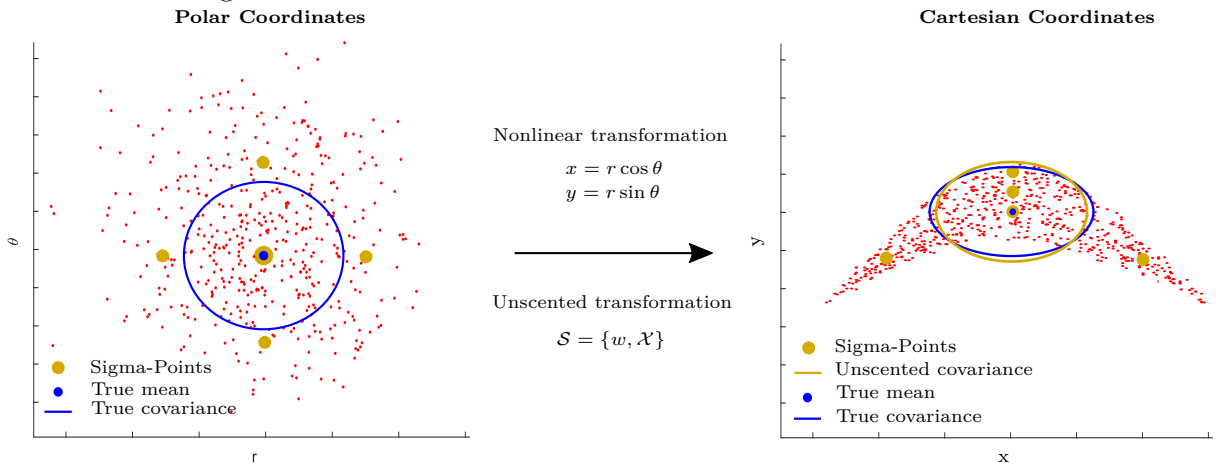 Polar Coordinates
θ
r
Sigma-Points
True mean
True covariance
Nonlinear transformation
x = r cos θ
y = r sin θ
Unscented transformation
𝒮 = {w, 𝒳}
Cartesian Coordinates
y
x
Sigma-Points
Unscented covariance
True mean
True covariance